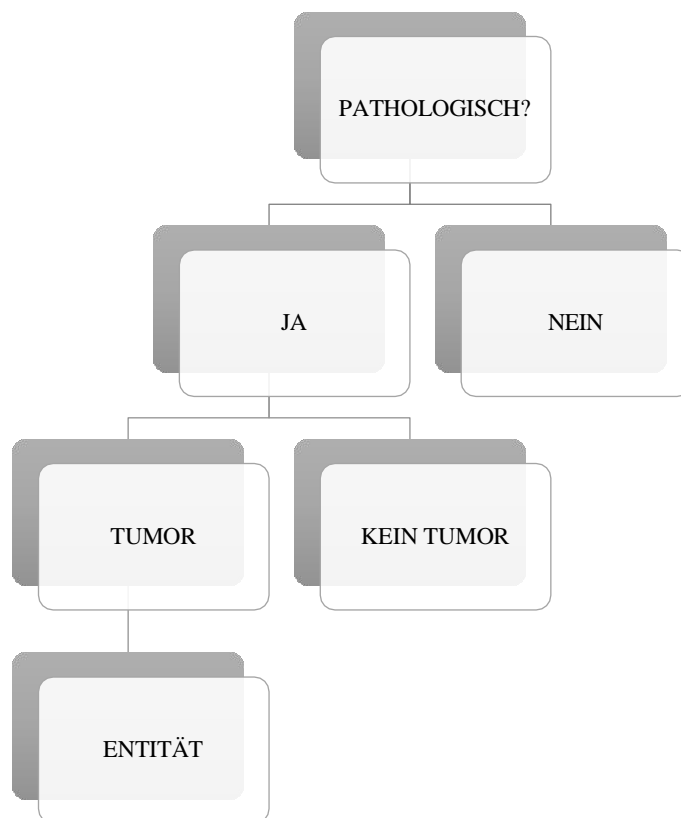 PATHOLOGISCH?
JA
NEIN
TUMOR
KEIN TUMOR
ENTITÄT